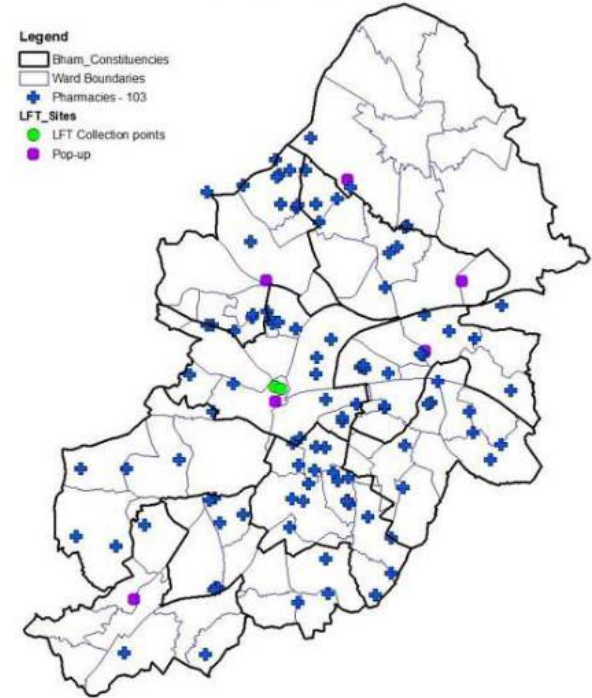 Legend
Bham_Constituencies
Ward Boundaries
Pharmacies - 103
LFT_Sites
LFT Collection points
Pop-up